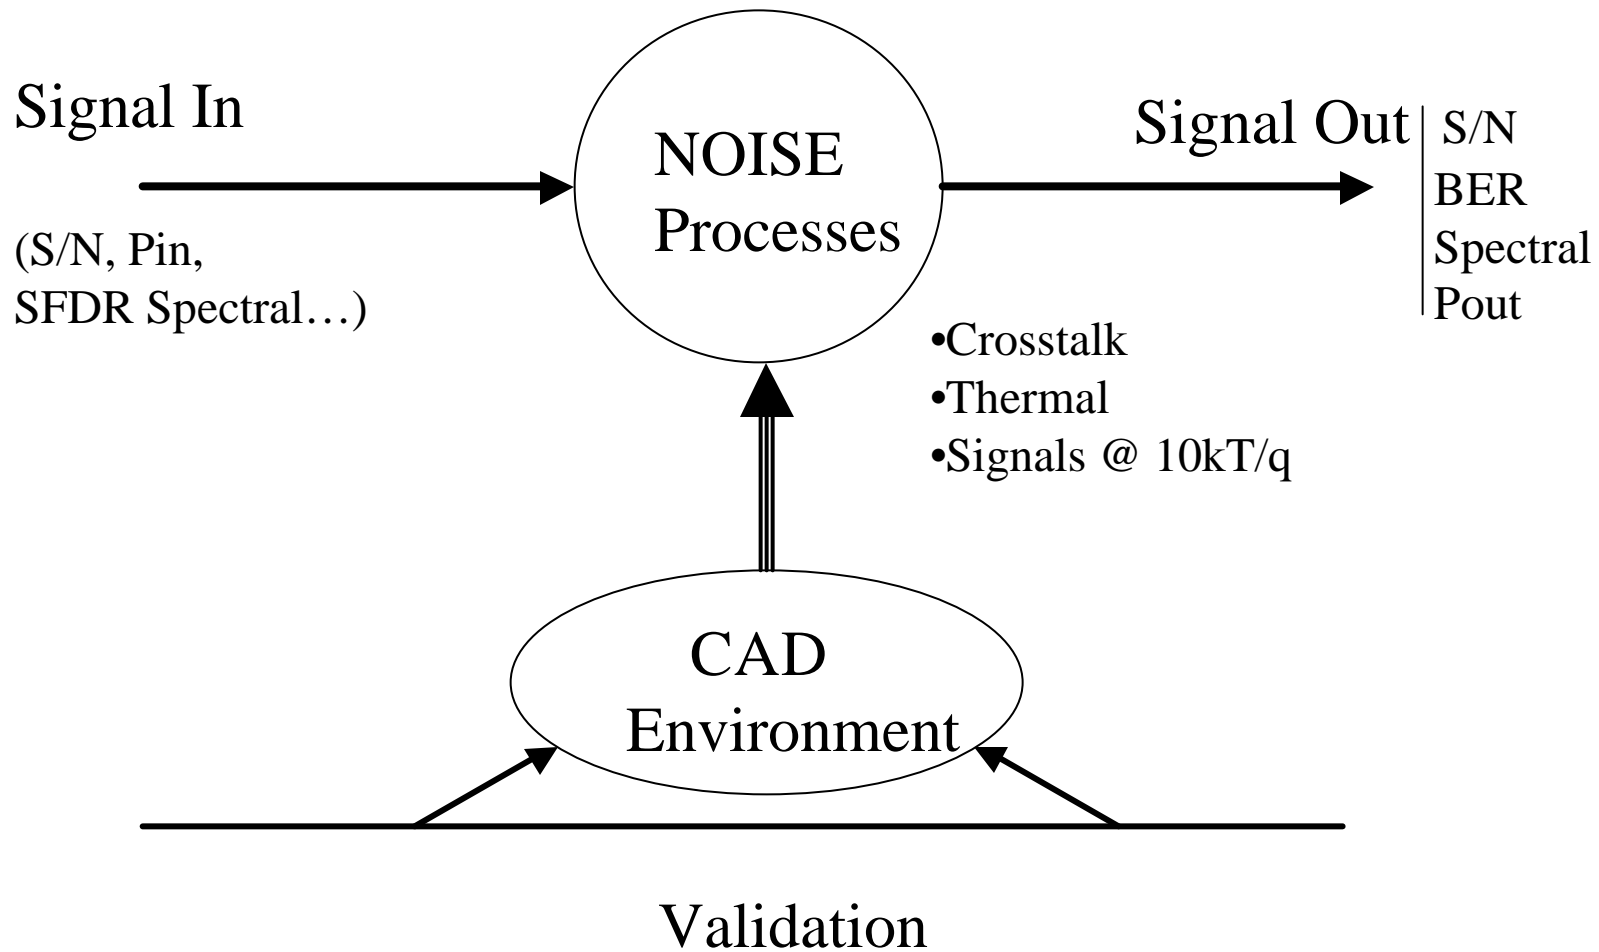 Signal In
(S/N, Pin,
SFDR Spectral…)
NOISE
Processes
Signal Out
S/N
BER
Spectral
Pout
•Crosstalk
•Thermal
•Signals @ 10kT/q
CAD
Environment
Validation